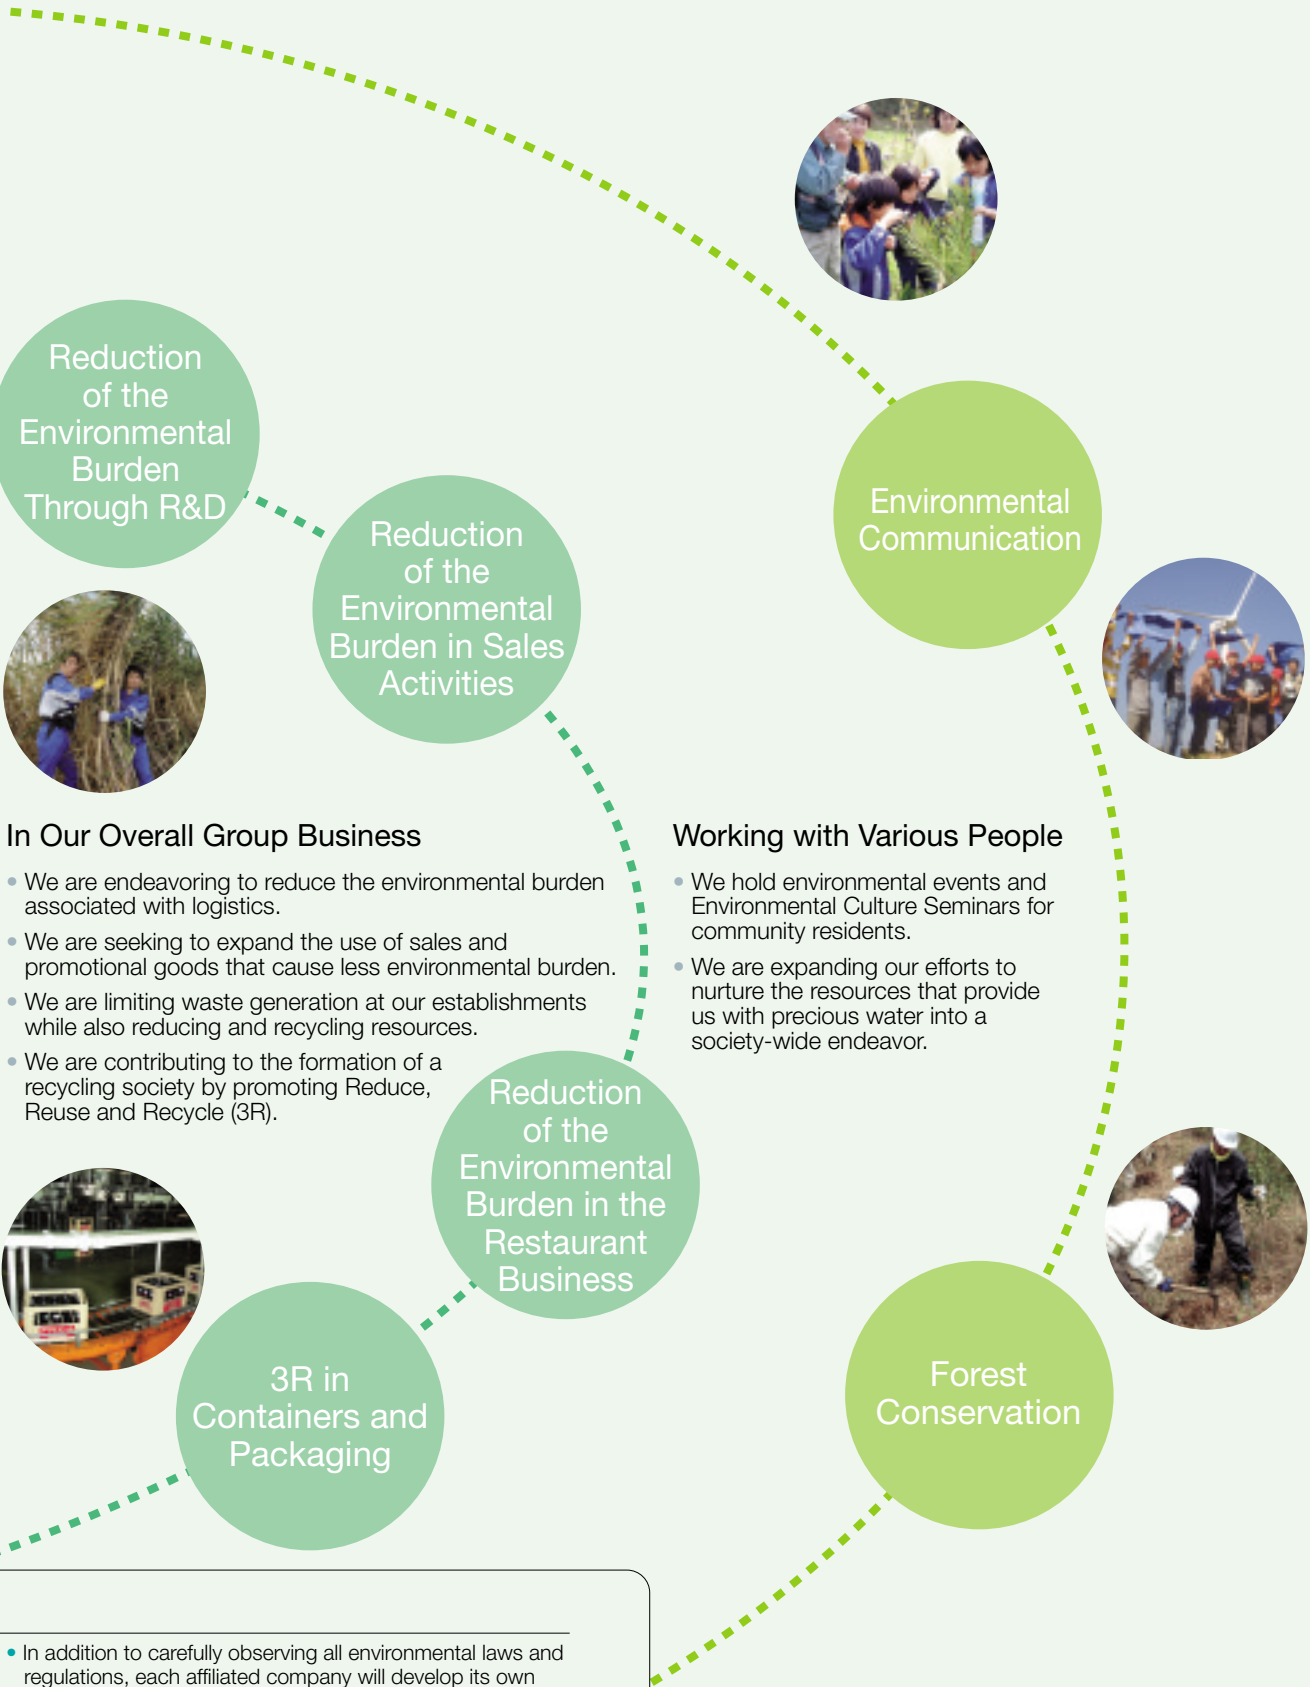 Reduction
of the
Environmental
Burden
Through R&D
Reduction
of the
Environmental
Burden in Sales
Activities
Environmental
Communication
In Our Overall Group Business
• We are endeavoring to reduce the environmental burden
associated with logistics.
• We are seeking to expand the use of sales and
promotional goods that cause less environmental burden.
• We are limiting waste generation at our establishments
while also reducing and recycling resources.
• We are contributing to the formation of a
recycling society by promoting Reduce,
Reuse and Recycle (3R).
Working with Various People
• We hold environmental events and
Environmental Culture Seminars for
community residents.
• We are expanding our efforts to
nurture the resources that provide
us with precious water into a
society-wide endeavor.
Reduction
of the
Environmental
Burden in the
Restaurant
Business
3R in
Containers and
Packaging
Forest
Conservation
• In addition to carefully observing all environmental laws and
regulations, each affiliated company will develop its own